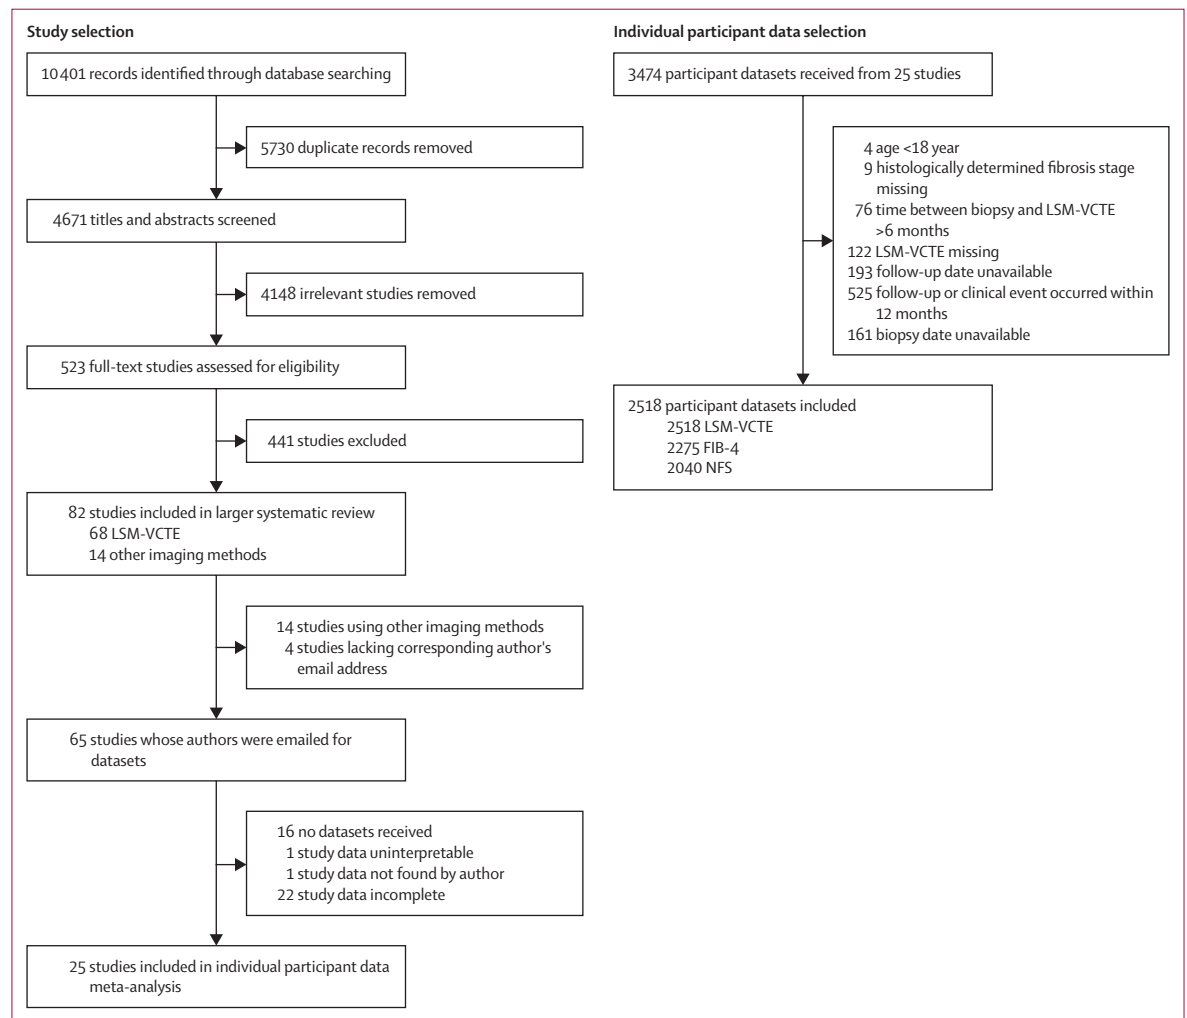 Study selection
10 401 records identified through database searching
5730 duplicate records removed
4671 titles and abstracts screened
4148 irrelevant studies removed
523 full-text studies assessed for eligibility
441 studies excluded
82 studies included in larger systematic review
68 LSM-VCTE
14 other imaging methods
14 studies using other imaging methods
4 studies lacking corresponding author's
email address
65 studies whose authors were emailed for
datasets
16 no datasets received
1 study data uninterpretable
1 study data not found by author
22 study data incomplete
25 studies included in individual participant data
meta-analysis
Individual participant data selection
3474 participant datasets received from 25 studies
4 age <18 year
9 histologically determined fibrosis stage
missing
76 time between biopsy and LSM-VCTE
>6 months
122 LSM-VCTE missing
193 follow-up date unavailable
525 follow-up or clinical event occurred within
12 months
161 biopsy date unavailable
2518 participant datasets included
2518 LSM-VCTE
2275 FIB-4
2040 NFS